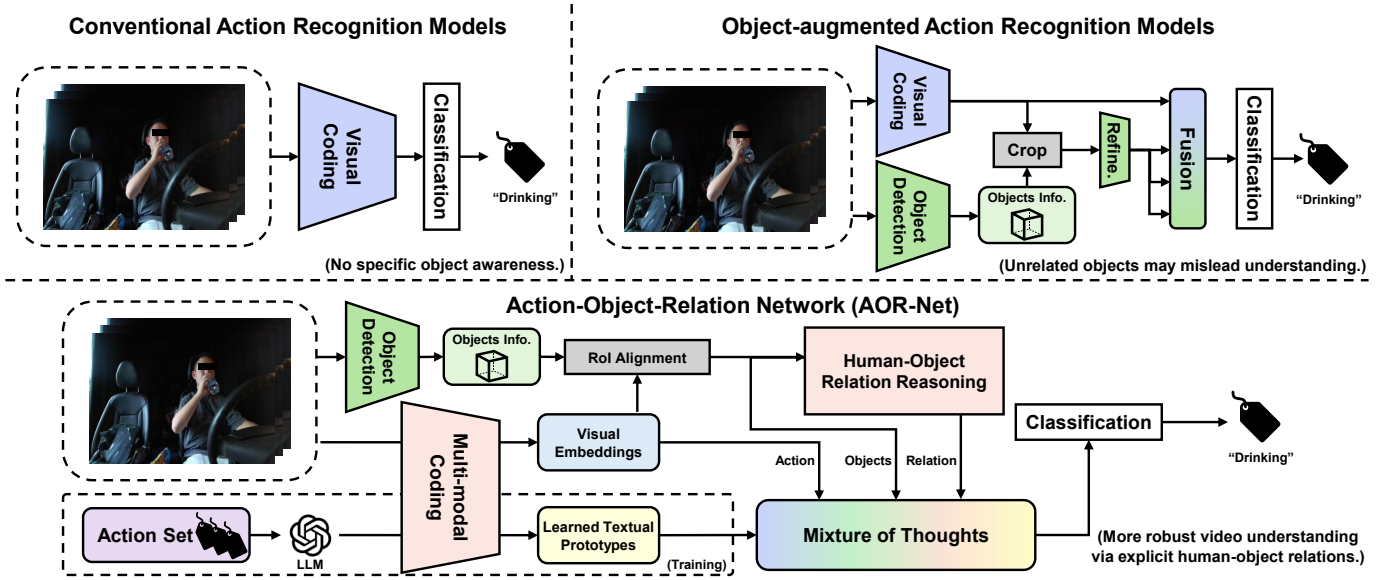 Conventional Action Recognition Models
Visual
Coding
Classification
“Drinking”
(No specific object awareness.)
Object-augmented Action Recognition Models
Visual
Coding
Object
Detection
Crop
Objects Info.
Refine.
Fusion
Classification
“Drinking”
(Unrelated objects may mislead understanding.)
Action-Object-Relation Network (AOR-Net)
Object
Detection
Objects Info.
RoI Alignment
Human-Object
Relation Reasoning
Multi-modal
Coding
Visual
Embeddings
Action
Objects
Relation
Classification
“Drinking”
Action Set
LLM
Learned Textual
Prototypes
(Training)
Mixture of Thoughts
(More robust video understanding
via explicit human-object relations.)